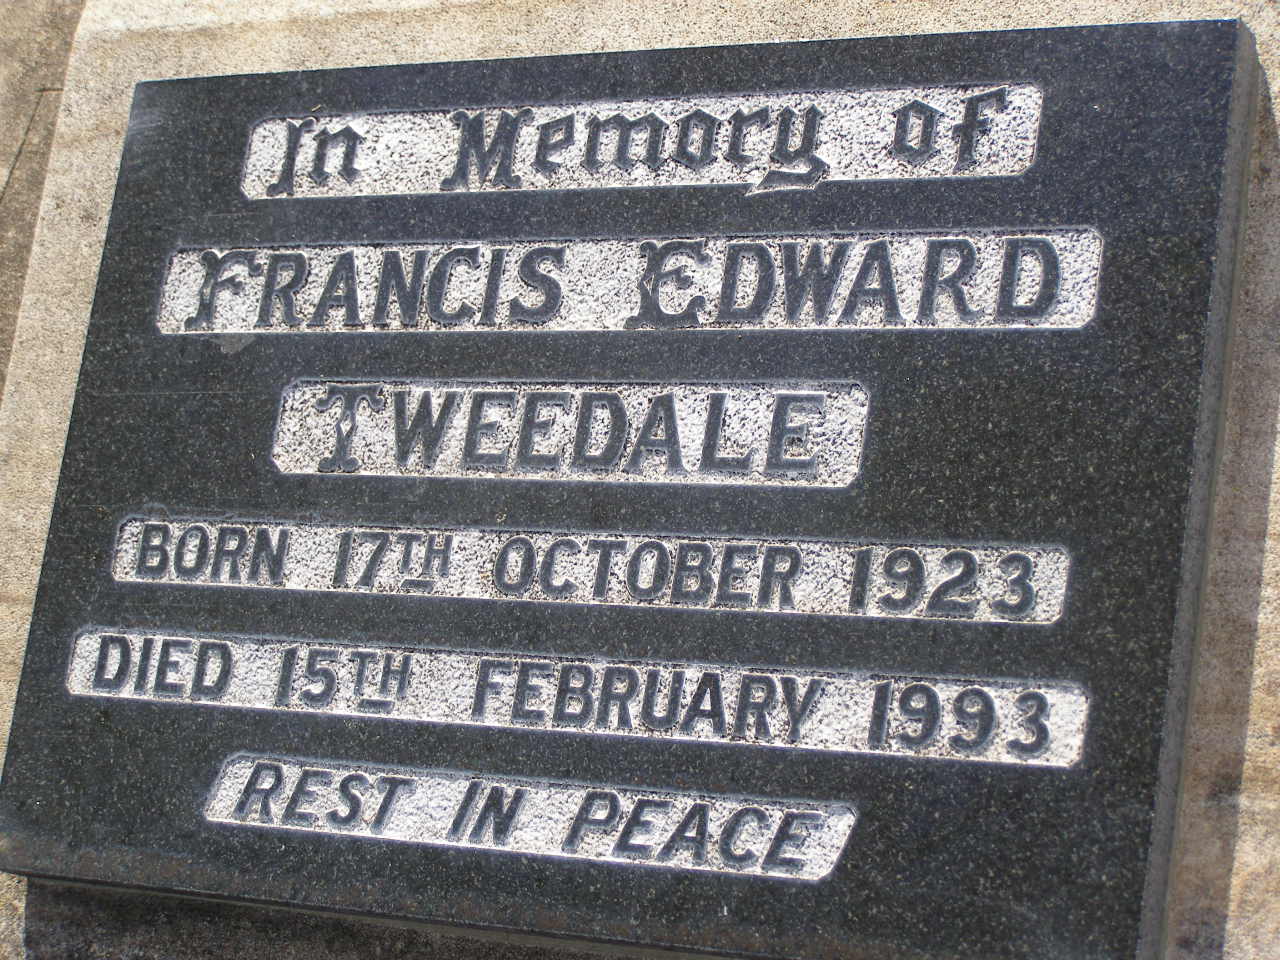 In Memory of
FRANCIS EDWARD
TWEEDALE
BORN 17TH OCTOBER 1923
DIED 15TH FEBRUARY 1993
REST IN PEACE